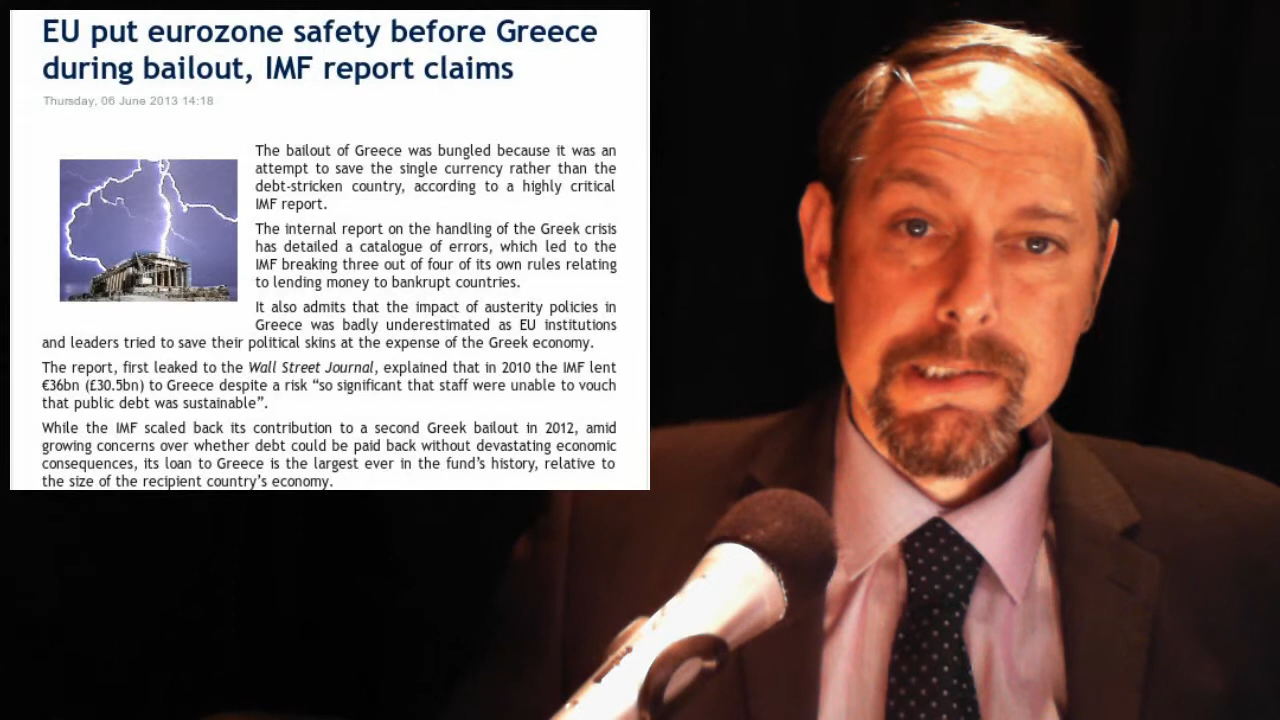 EU put eurozone safety before Greece
during bailout, IMF report claims
Thursday, 06 June 2013 14:18
The bailout of Greece was bungled because it was an
attempt to save the single currency rather than the
debt-stricken country, according to a highly critical
IMF report.
The internal report on the handling of the Greek crisis
has detailed a catalogue of errors, which led to the
IMF breaking three out of four of its own rules relating
to lending money to bankrupt countries.
It also admits that the impact of austerity policies in
Greece was badly underestimated as EU institutions
and leaders tried to save their political skins at the expense of the Greek economy.
The report, first leaked to the Wall Street Journal, explained that in 2010 the IMF lent
€36bn (£30.5bn) to Greece despite a risk “so significant that staff were unable to vouch
that public debt was sustainable”.
While the IMF scaled back its contribution to a second Greek bailout in 2012, amid
growing concerns over whether debt could be paid back without devastating economic
consequences, its loan to Greece is the largest ever in the fund’s history, relative to
the size of the recipient country’s economy.